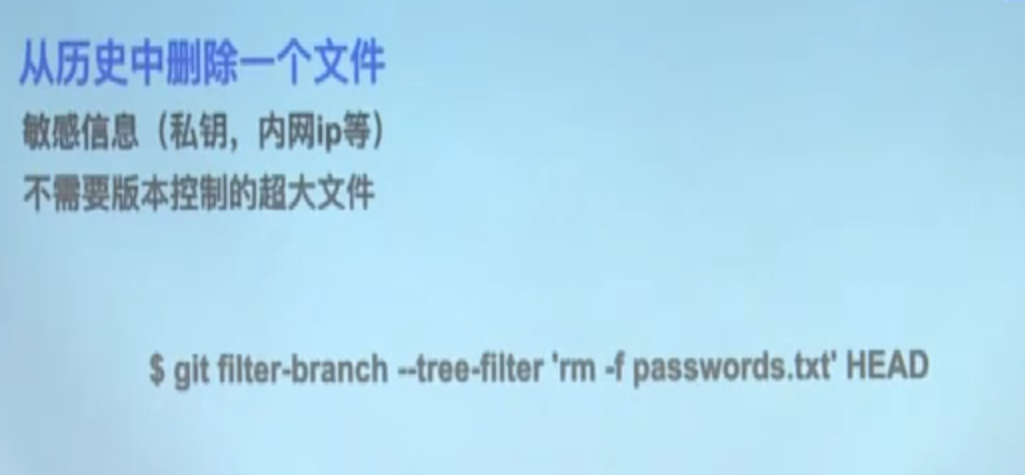 从历史中删除一个文件
敏感信息（私钥，内网ip等）
不需要版本控制的超大文件
$ git filter-branch --tree-filter 'rm -f passwords.txt' HEAD